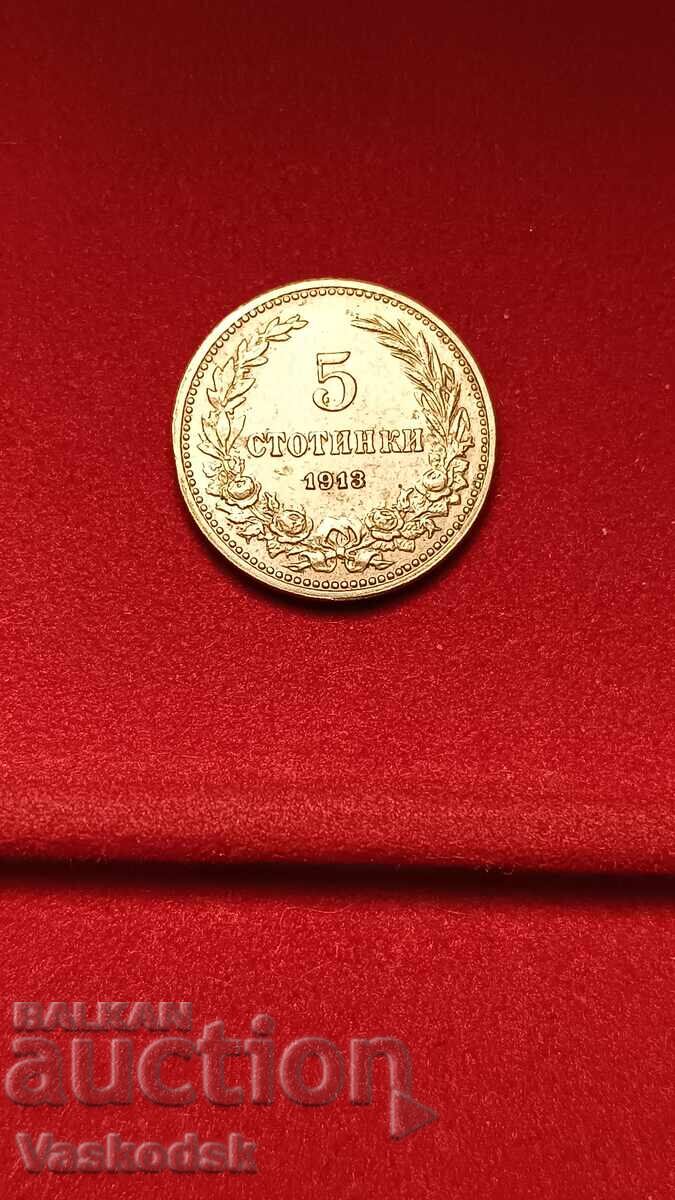 5
СТОТИНКИ
1913
BALKAN
auction
Vaskodsk